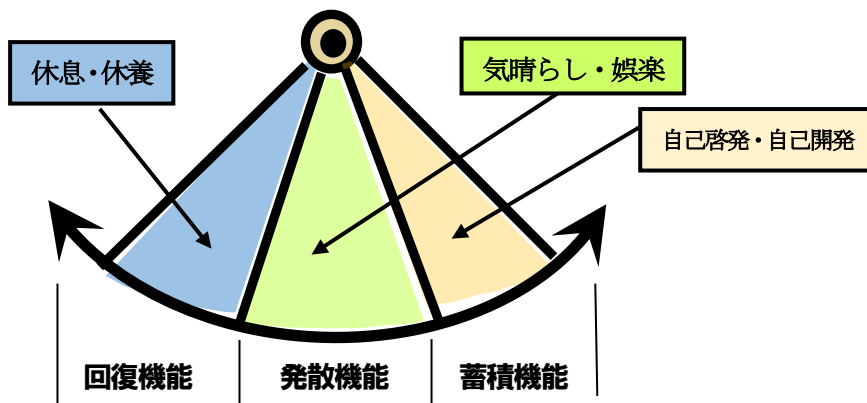 休息・休養
気晴らし・娯楽
自己啓発・自己開発
回復機能
発散機能
蓄積機能